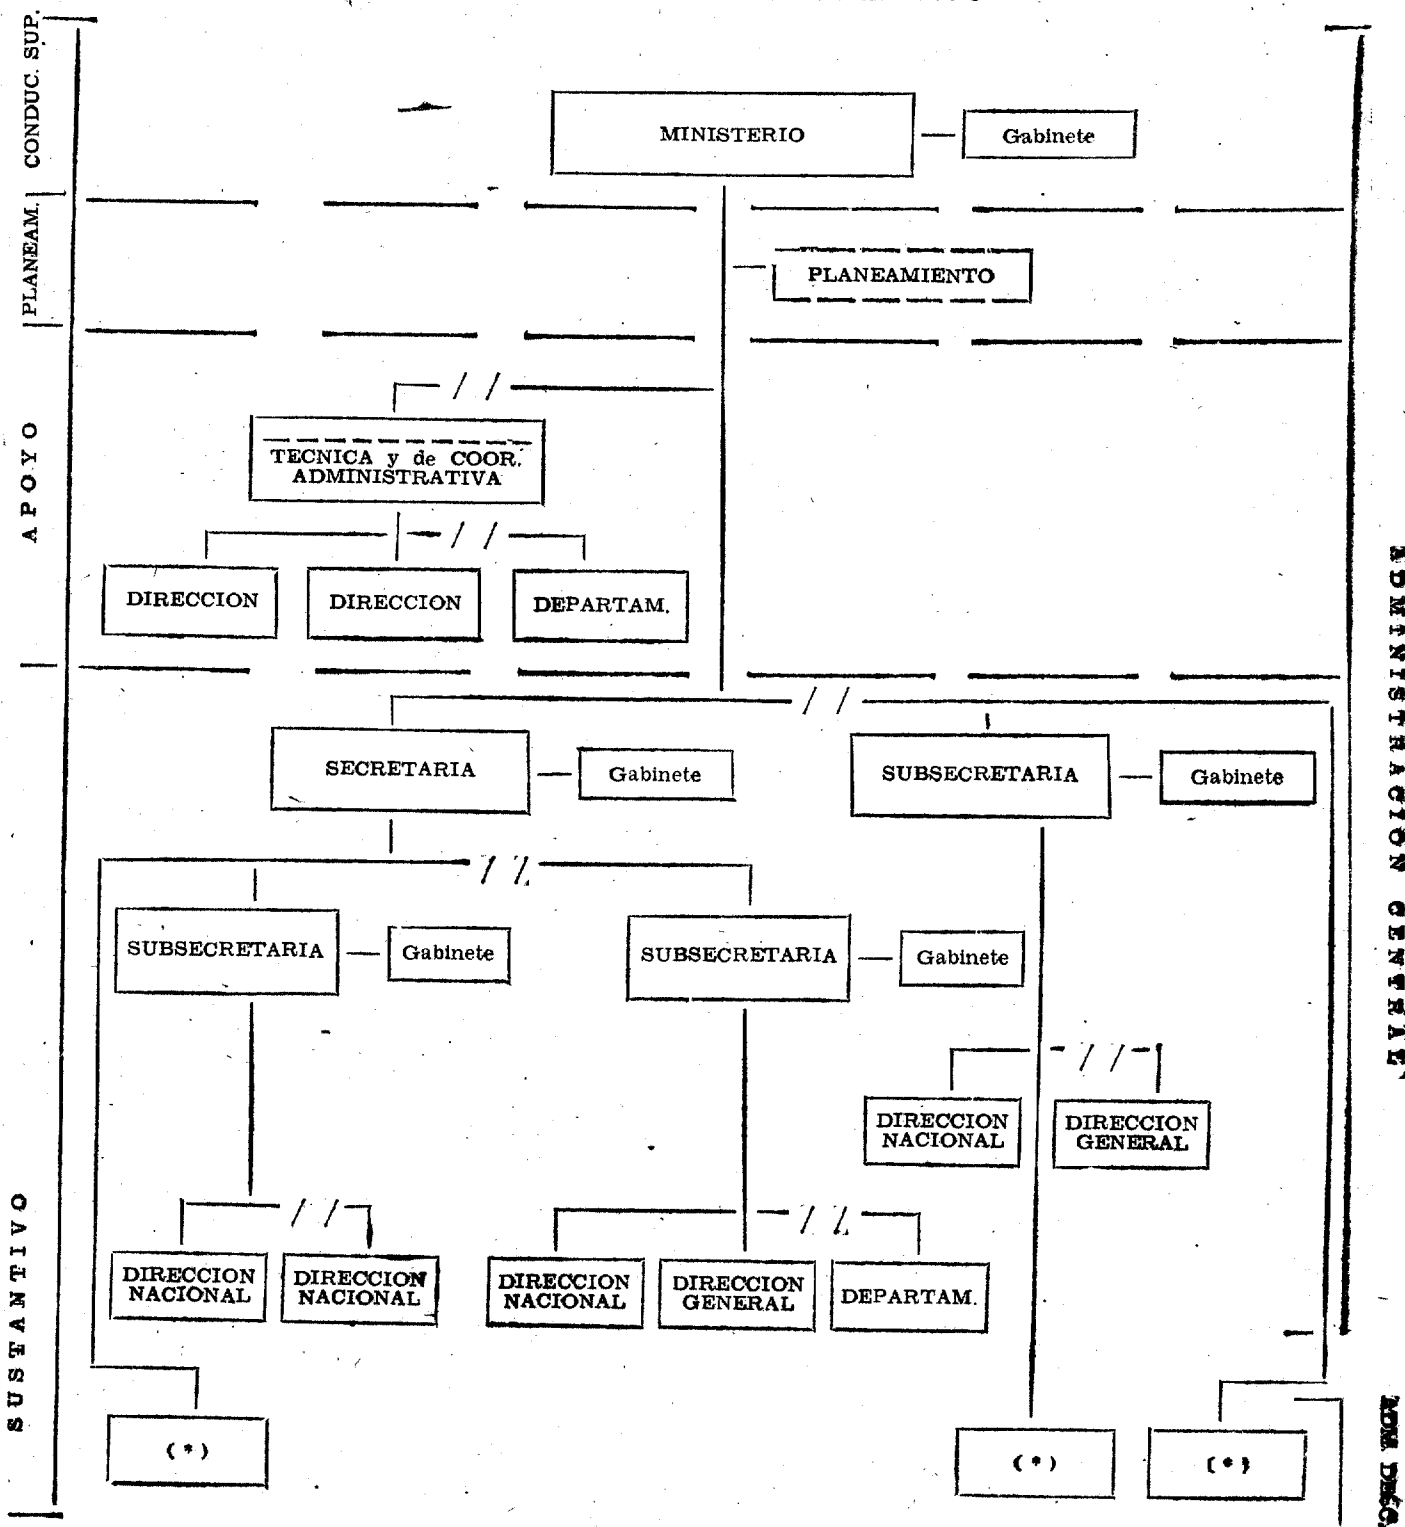 CONDUC. SUP.
MINISTERIO
Gabinete
PLANEAM.
PLANEAMIENTO
APOYO
TECNICA y de COOR.
ADMINISTRATIVA
DIRECCION
DIRECCION
DEPARTAM.
ADMINISTRACION CENTRAL
SECRETARIA
Gabinete
SUBSECRETARIA
Gabinete
SUBSECRETARIA
Gabinete
SUBSECRETARIA
Gabinete
DIRECCION
NACIONAL
DIRECCION
GENERAL
SUSTANTIVO
DIRECCION
NACIONAL
DIRECCION
NACIONAL
DIRECCION
NACIONAL
DIRECCION
GENERAL
DEPARTAM.
(*)
(*)
(*)
ADM. DESC.